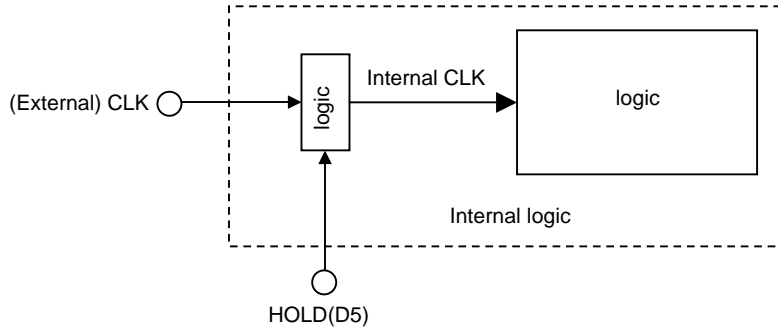 Internal CLK
(External) CLK
logic
logic
Internal logic
HOLD(D5)